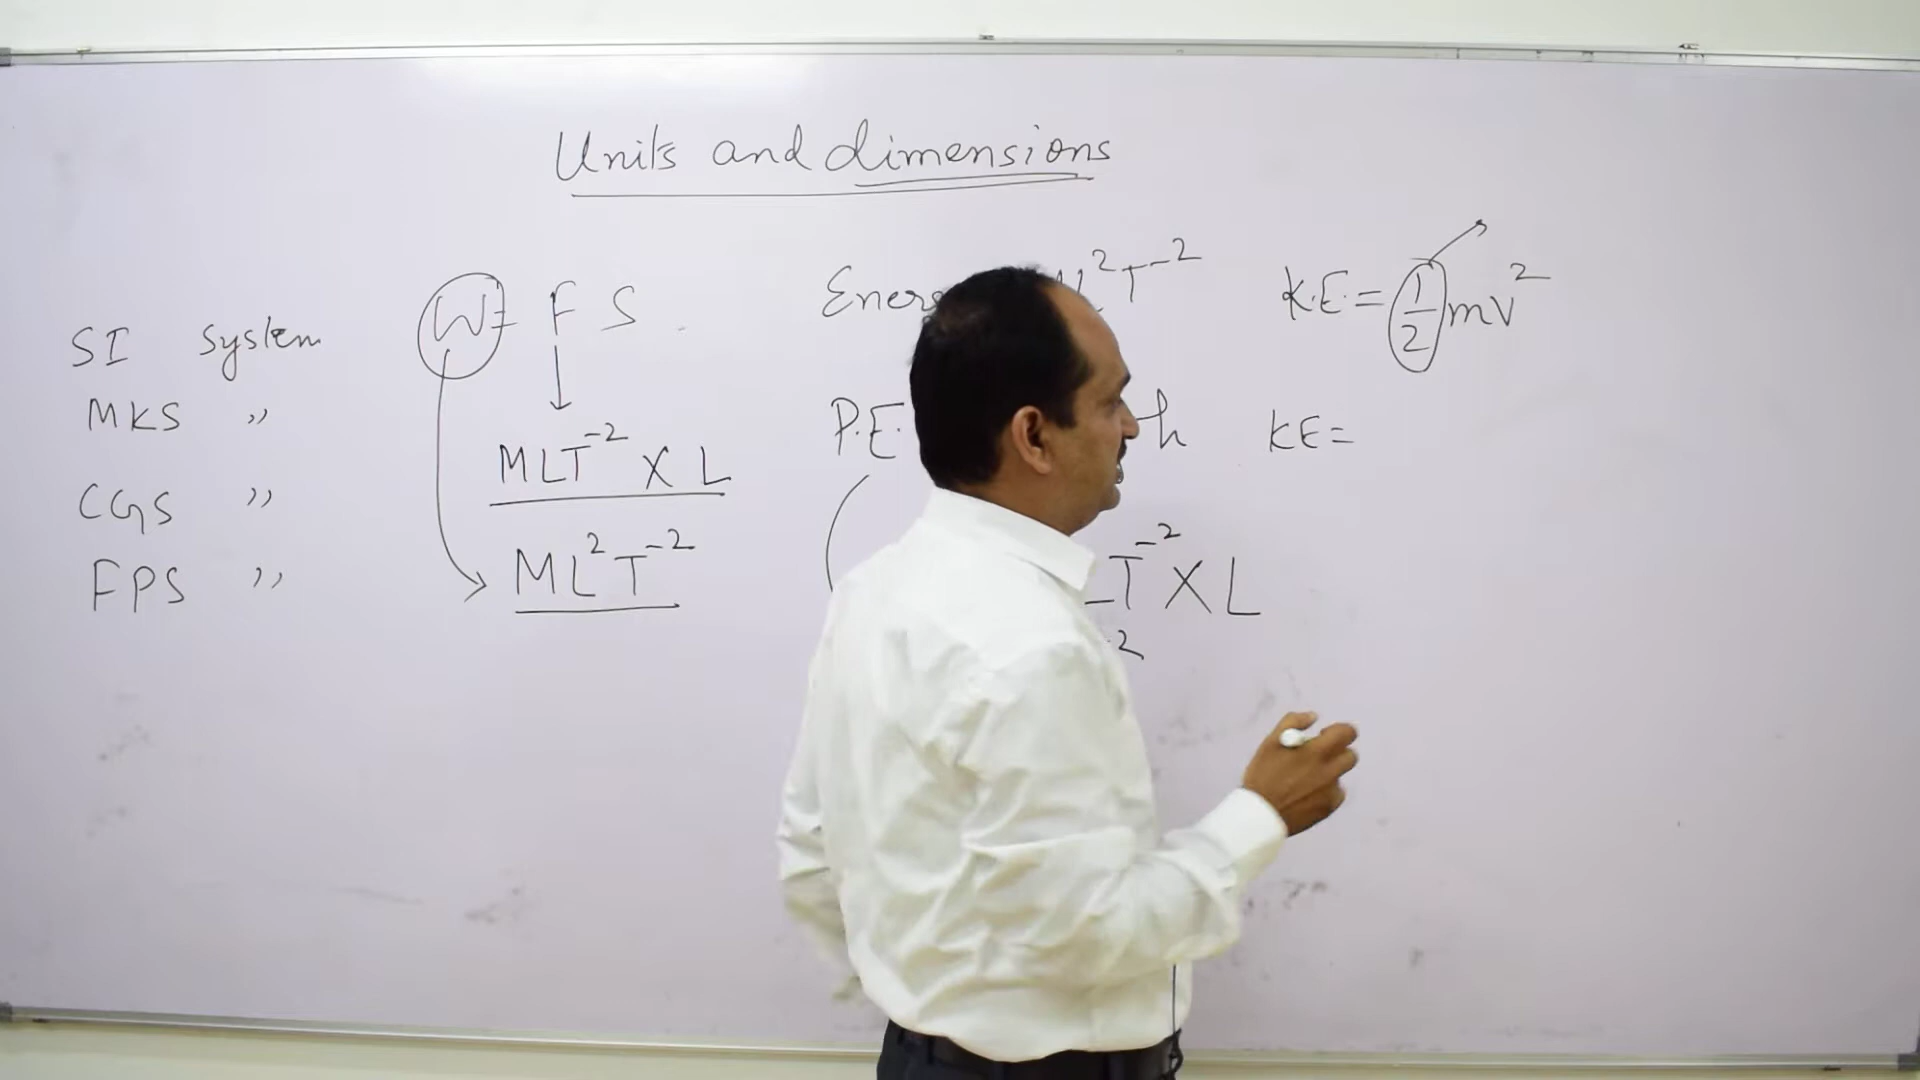 Units and dimensions
SI System
MKS ”
CGS ”
FPS ”
W = F S
MLT⁻² X L
ML²T⁻²
L²T⁻²
P.E. h
T⁻² X L
-2
K.E. = 1/2 mv²
KE =